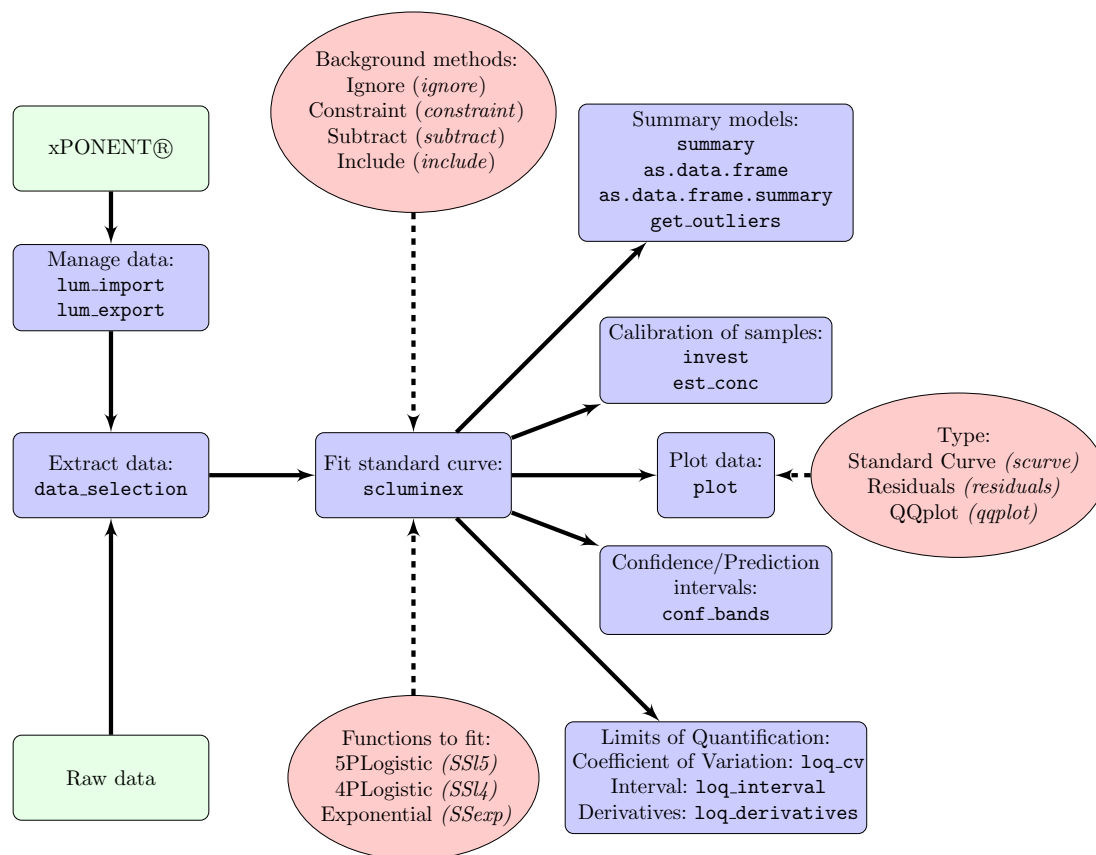 Background methods:
Ignore (ignore)
Constraint (constraint)
Subtract (subtract)
Include (include)
xPONENT®
Summary models:
summary
as.data.frame
as.data.frame.summary
get_outliers
Manage data:
lum_import
lum_export
Calibration of samples:
invest
est_conc
Extract data:
data_selection
Fit standard curve:
scluminex
Plot data:
plot
Type:
Standard Curve (scurve)
Residuals (residuals)
QQplot (qqplot)
Confidence/Prediction
intervals:
conf_bands
Raw data
Functions to fit:
5PLogistic (SSl5)
4PLogistic (SSl4)
Exponential (SSexp)
Limits of Quantification:
Coefficient of Variation: loq_cv
Interval: loq_interval
Derivatives: loq_derivatives